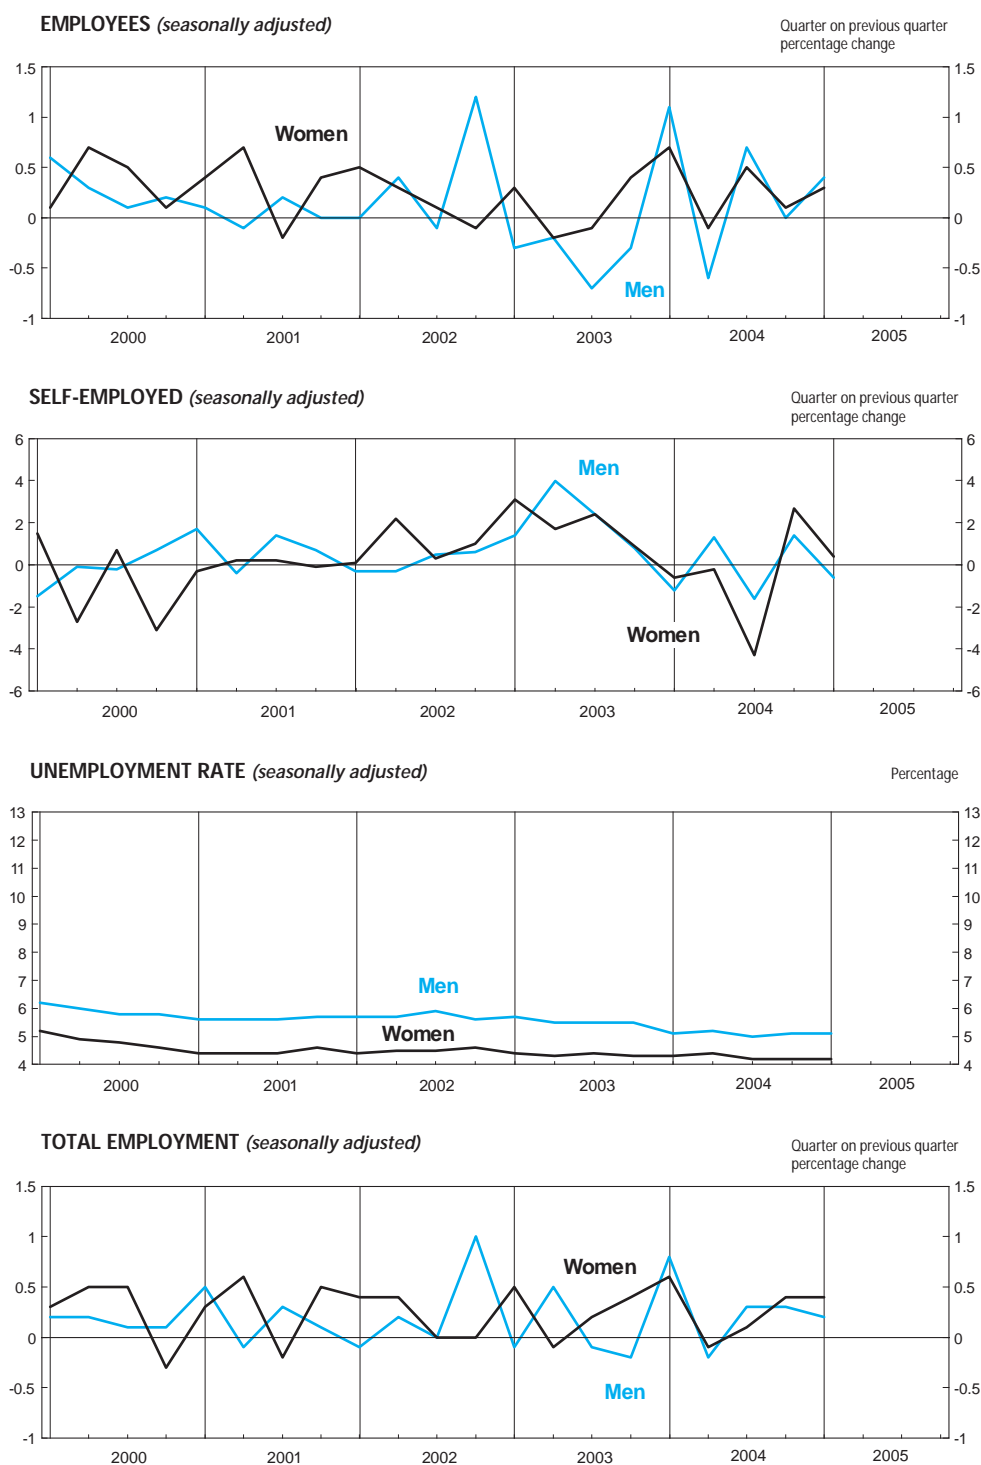 EMPLOYEES (seasonally adjusted)
Quarter on previous quarter
percentage change
1.5 1.5
1 1
Women
0.5 0.5
0 0
-0.5 -0.5
Men
-1 -1
2000 2001 2002 2003 2004 2005
SELF-EMPLOYED (seasonally adjusted)
Quarter on previous quarter
percentage change
6 6
Men
4 4
2 2
0 0
-2 -2
Women
-4 -4
-6 -6
2000 2001 2002 2003 2004 2005
UNEMPLOYMENT RATE (seasonally adjusted)
Percentage
13 13
12 12
11 11
10 10
9 9
8 8
7 7
Men
6 6
Women
5 5
4 4
2000 2001 2002 2003 2004 2005
TOTAL EMPLOYMENT (seasonally adjusted)
Quarter on previous quarter
percentage change
1.5 1.5
1 1
Women
0.5 0.5
0 0
-0.5 -0.5
Men
-1 -1
2000 2001 2002 2003 2004 2005